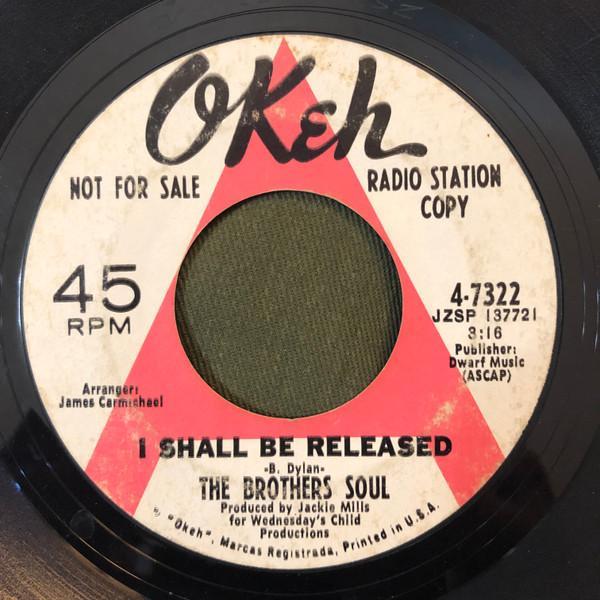 OKeh
NOT FOR SALE
RADIO STATION
COPY
45
RPM
4-7322
JZSP 137721
3:16
Publisher:
Dwarf Music
(ASCAP)
Arranger:
James Carmichael
I SHALL BE RELEASED
-B. Dylan-
THE BROTHERS SOUL
Produced by Jackie Mills
for Wednesday's Child
Productions
"Okeh", Marcas Registrada, Printed in U.S.A.